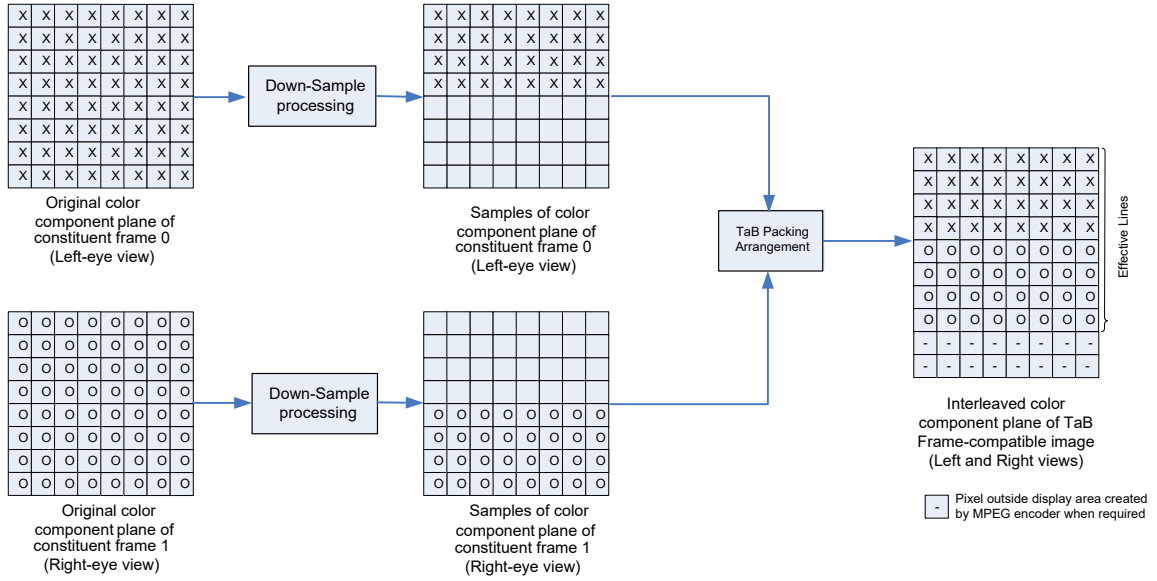 X X X X X X X X
X X X X X X X X
X X X X X X X X
X X X X X X X X
X X X X X X X X
X X X X X X X X
X X X X X X X X
X X X X X X X X
Original color
component plane of
constituent frame 0
(Left-eye view)
Down-Sample
processing
X X X X X X X X
X X X X X X X X
X X X X X X X X
X X X X X X X X
Samples of color
component plane of
constituent frame 0
(Left-eye view)
O O O O O O O O
O O O O O O O O
O O O O O O O O
O O O O O O O O
O O O O O O O O
O O O O O O O O
O O O O O O O O
O O O O O O O O
Original color
component plane of
constituent frame 1
(Right-eye view)
Down-Sample
processing
O O O O O O O O
O O O O O O O O
O O O O O O O O
O O O O O O O O
Samples of color
component plane of
constituent frame 1
(Right-eye view)
TaB Packing
Arrangement
X X X X X X X X
X X X X X X X X
X X X X X X X X
X X X X X X X X
O O O O O O O O
O O O O O O O O
O O O O O O O O
O O O O O O O O
- - - - - - - -
- - - - - - - -
Effective Lines
Interleaved color
component plane of TaB
Frame-compatible image
(Left and Right views)
- Pixel outside display area created
by MPEG encoder when required